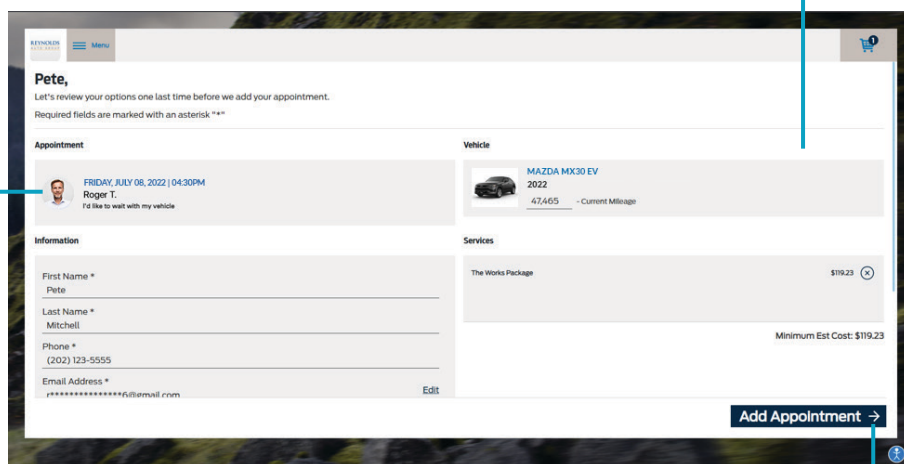 REYNOLDS
Menu
1
Pete,
Let's review your options one last time before we add your appointment.
Required fields are marked with an asterisk "*"
Appointment
FRIDAY, JULY 08, 2022 | 04:30PM
Roger T.
I'd like to wait with my vehicle
Vehicle
MAZDA MX30 EV
2022
47,465 - Current Mileage
Information
First Name *
Pete
Last Name *
Mitchell
Phone *
(202) 123-5555
Email Address *
r***************6@gmail.com
Edit
Services
The Works Package $119.23
Minimum Est Cost: $119.23
Add Appointment →